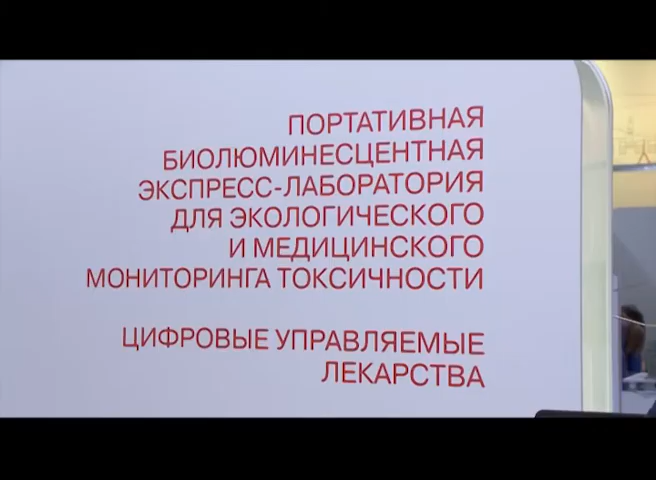 ПОРТАТИВНАЯ
БИОЛЮМИНЕСЦЕНТНАЯ
ЭКСПРЕСС-ЛАБОРАТОРИЯ
ДЛЯ ЭКОЛОГИЧЕСКОГО
И МЕДИЦИНСКОГО
МОНИТОРИНГА ТОКСИЧНОСТИ
ЦИФРОВЫЕ УПРАВЛЯЕМЫЕ
ЛЕКАРСТВА